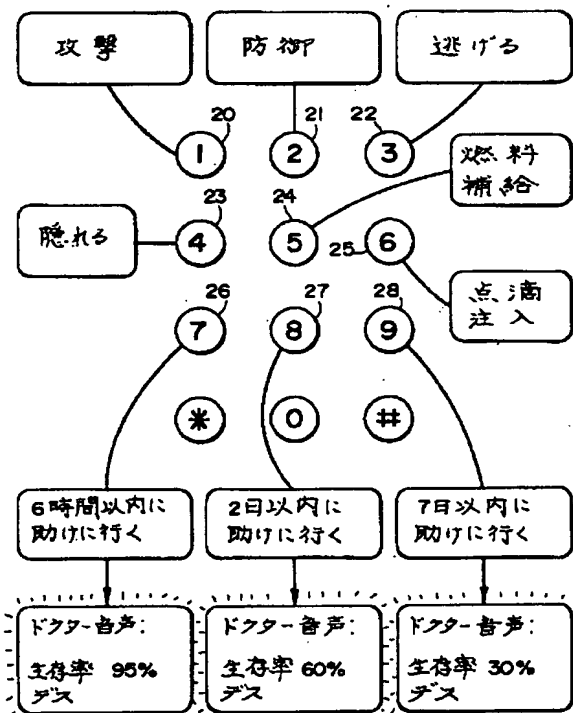 攻撃
防御
逃げる
20
21
22
1
2
3
燃料
補給
23
24
隠れる
4
5
6
25
点滴
注入
26
27
28
7
8
9
*
0
#
6時間以内に
助けに行く
2日以内に
助けに行く
7日以内に
助けに行く
ドクター音声:
生存率 95%
デス
ドクター音声:
生存率 60%
デス
ドクター音声:
生存率 30%
デス